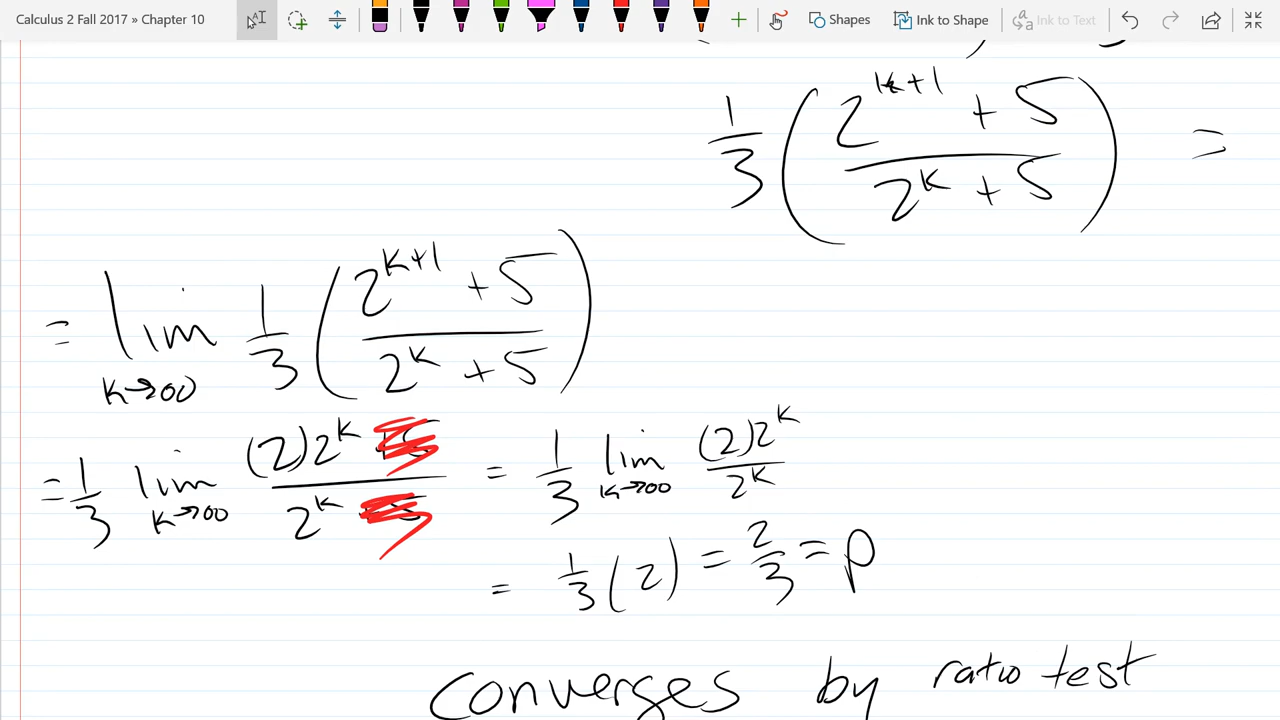 Calculus 2 Fall 2017 » Chapter 10 Shapes Ink to Shape Ink to Text
1/3 ( (2^(k+1) + 5) / (2^k + 5) ) =
= lim k→∞ 1/3 ( (2^(k+1) + 5) / (2^k + 5) )
= 1/3 lim k→∞ (2)2^k / 2^k = 1/3 lim k→∞ (2)2^k / 2^k
= 1/3 (2) = 2/3 = ρ
converges by ratio test